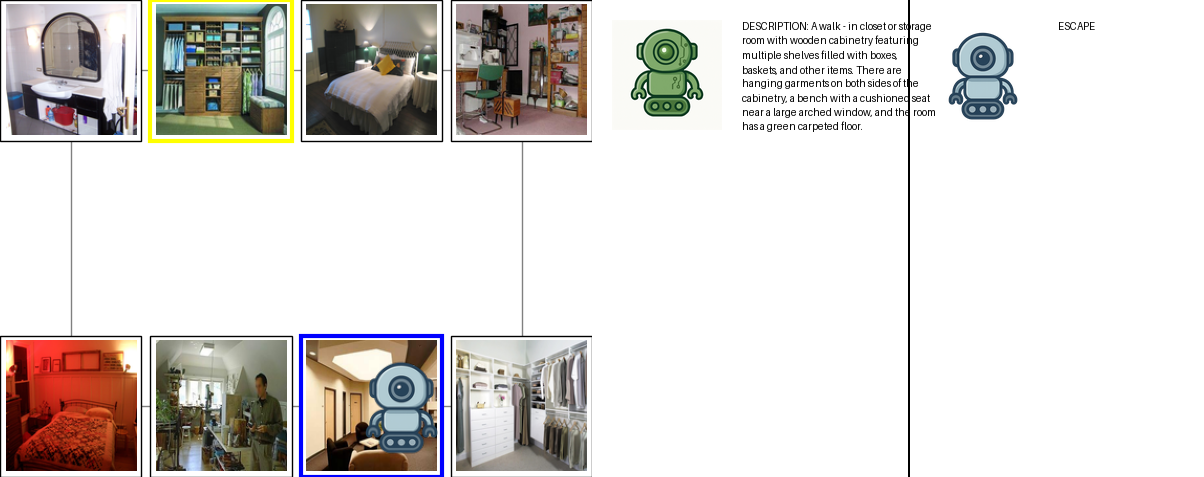 DESCRIPTION: A walk - in closet or storage
room with wooden cabinetry featuring
multiple shelves filled with boxes,
baskets, and other items. There are
hanging garments on both sides of the
cabinetry, a bench with a cushioned seat
near a large arched window, and the room
has a green carpeted floor.
ESCAPE